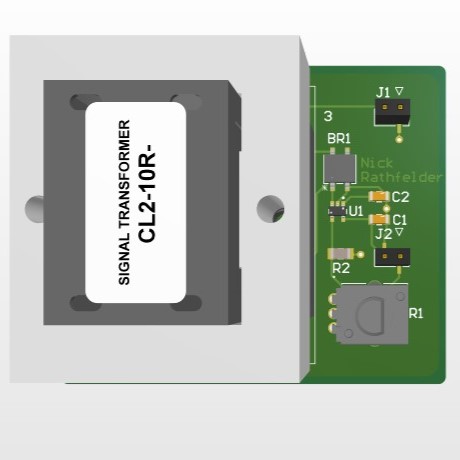 SIGNAL TRANSFORMER
CL2-10R-
J1
3
BR1
Nick
Rathfelder
C2
U1
C1
J2
R2
R1